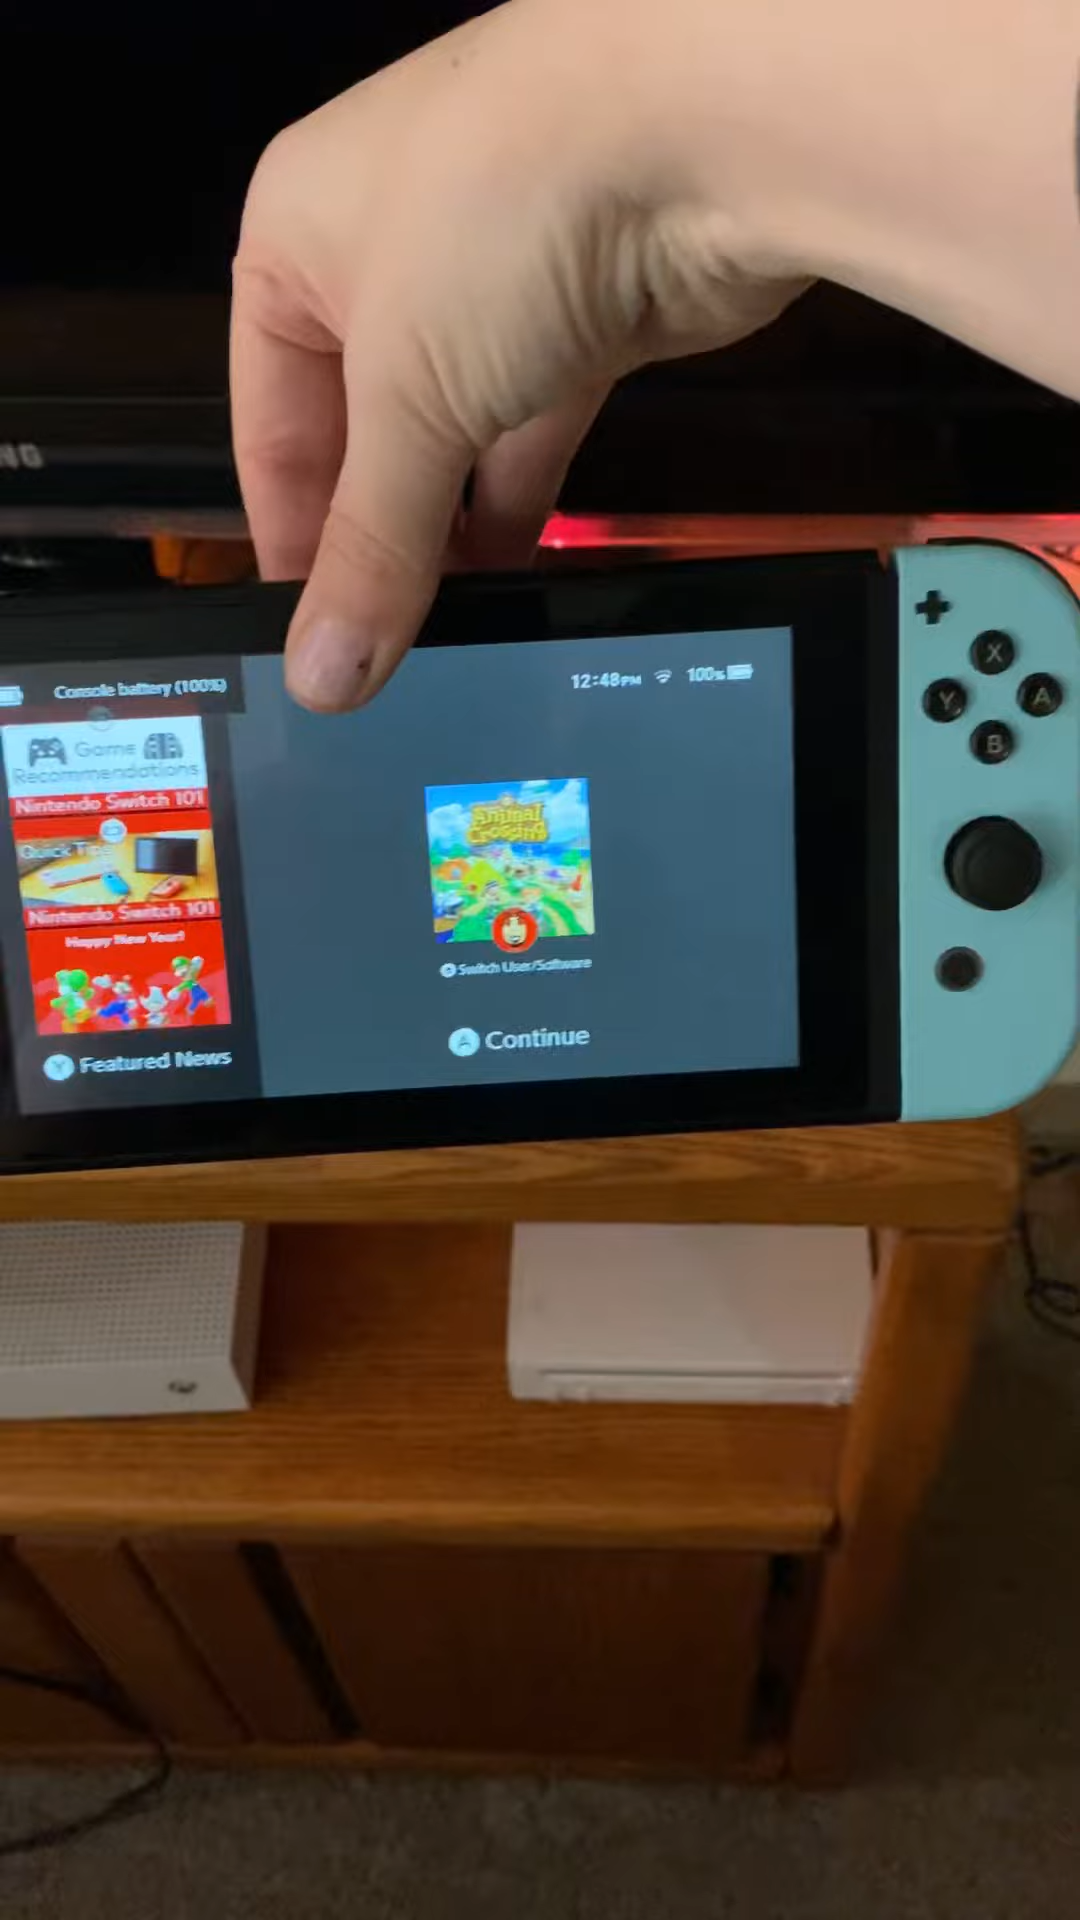 NG
Console battery (100%)
12:48PM 100%
Game
Recommendations
Nintendo Switch 101
Quick Tips
Nintendo Switch 101
Happy New Year!
Y Featured News
Animal
Crossing
Switch User/Software
A Continue
+
X
Y
A
B